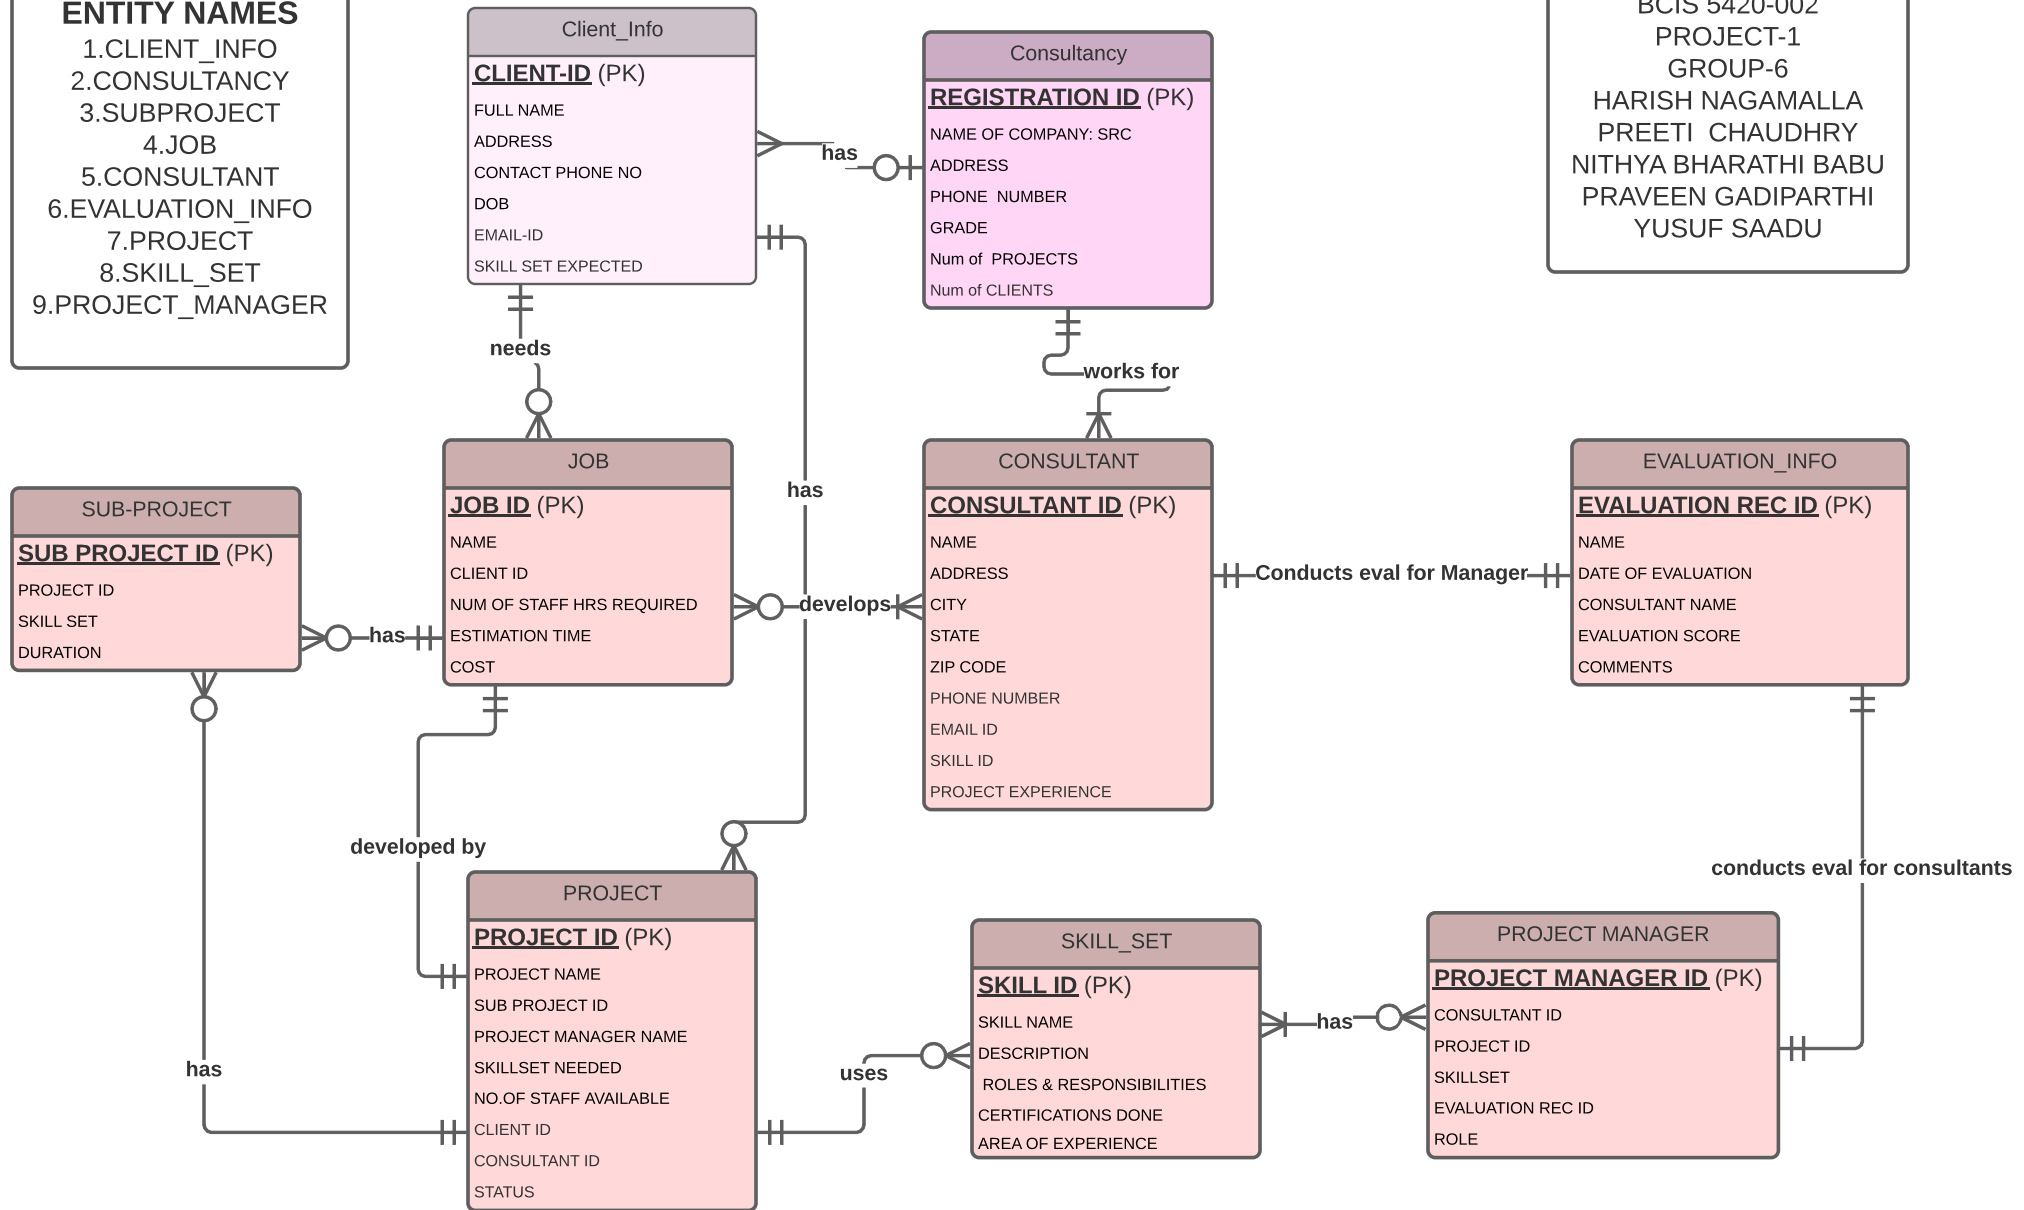 ENTITY NAMES
1.CLIENT_INFO
2.CONSULTANCY
3.SUBPROJECT
4.JOB
5.CONSULTANT
6.EVALUATION_INFO
7.PROJECT
8.SKILL_SET
9.PROJECT_MANAGER
Client_Info
CLIENT-ID (PK)
FULL NAME
ADDRESS
CONTACT PHONE NO
DOB
EMAIL-ID
SKILL SET EXPECTED
has
Consultancy
REGISTRATION ID (PK)
NAME OF COMPANY: SRC
ADDRESS
PHONE  NUMBER
GRADE
Num of  PROJECTS
Num of CLIENTS
BCIS 5420-002
PROJECT-1
GROUP-6
HARISH NAGAMALLA
PREETI  CHAUDHRY
NITHYA BHARATHI BABU
PRAVEEN GADIPARTHI
YUSUF SAADU
needs
works for
has
SUB-PROJECT
SUB PROJECT ID (PK)
PROJECT ID
SKILL SET
DURATION
has
JOB
JOB ID (PK)
NAME
CLIENT ID
NUM OF STAFF HRS REQUIRED
ESTIMATION TIME
COST
develops
CONSULTANT
CONSULTANT ID (PK)
NAME
ADDRESS
CITY
STATE
ZIP CODE
PHONE NUMBER
EMAIL ID
SKILL ID
PROJECT EXPERIENCE
Conducts eval for Manager
EVALUATION_INFO
EVALUATION REC ID (PK)
NAME
DATE OF EVALUATION
CONSULTANT NAME
EVALUATION SCORE
COMMENTS
developed by
conducts eval for consultants
has
PROJECT
PROJECT ID (PK)
PROJECT NAME
SUB PROJECT ID
PROJECT MANAGER NAME
SKILLSET NEEDED
NO.OF STAFF AVAILABLE
CLIENT ID
CONSULTANT ID
STATUS
uses
SKILL_SET
SKILL ID (PK)
SKILL NAME
DESCRIPTION
ROLES & RESPONSIBILITIES
CERTIFICATIONS DONE
AREA OF EXPERIENCE
has
PROJECT MANAGER
PROJECT MANAGER ID (PK)
CONSULTANT ID
PROJECT ID
SKILLSET
EVALUATION REC ID
ROLE